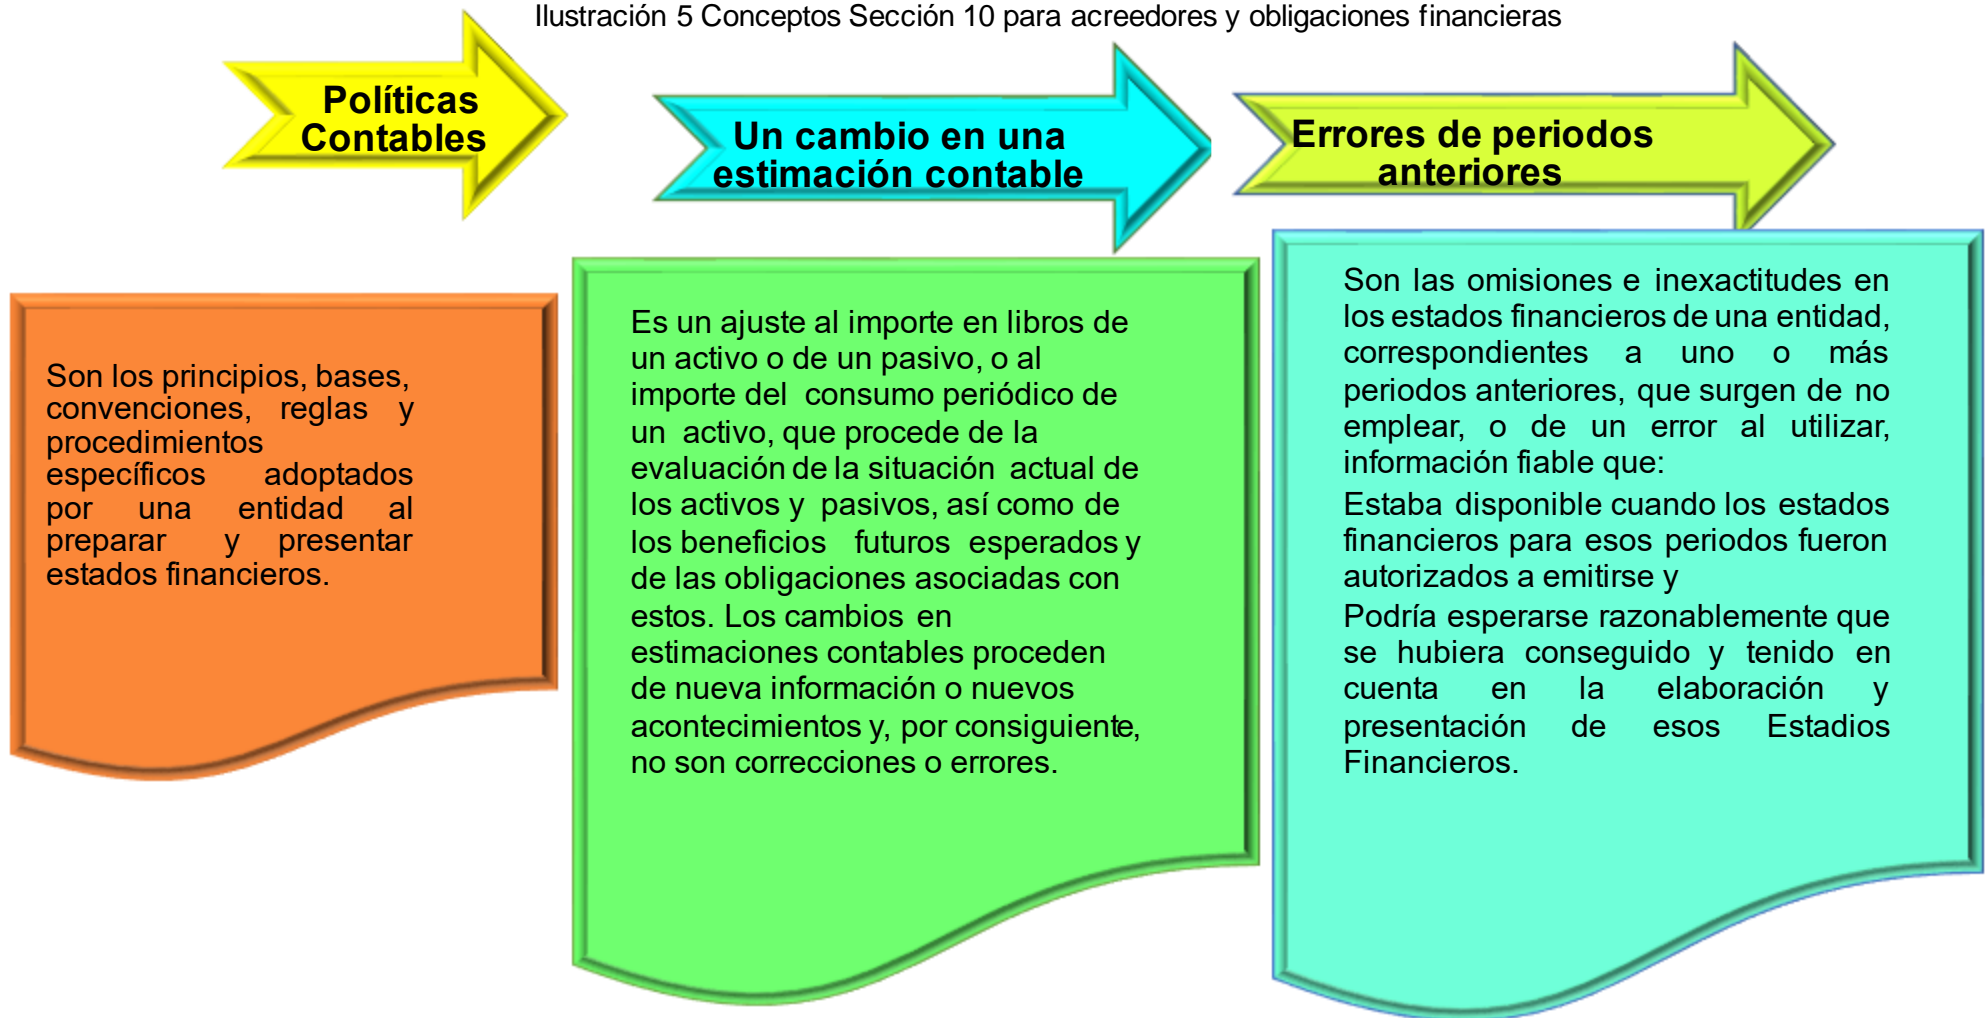 Ilustración 5 Conceptos Sección 10 para acreedores y obligaciones financieras
Políticas
Contables
Un cambio en una
estimación contable
Errores de periodos
anteriores
Son los principios, bases,
convenciones, reglas y
procedimientos
específicos adoptados
por una entidad al
preparar y presentar
estados financieros.
Es un ajuste al importe en libros de
un activo o de un pasivo, o al
importe del consumo periódico de
un activo, que procede de la
evaluación de la situación actual de
los activos y pasivos, así como de
los beneficios futuros esperados y
de las obligaciones asociadas con
estos. Los cambios en
estimaciones contables proceden
de nueva información o nuevos
acontecimientos y, por consiguiente,
no son correcciones o errores.
Son las omisiones e inexactitudes en
los estados financieros de una entidad,
correspondientes a uno o más
periodos anteriores, que surgen de no
emplear, o de un error al utilizar,
información fiable que:
Estaba disponible cuando los estados
financieros para esos periodos fueron
autorizados a emitirse y
Podría esperarse razonablemente que
se hubiera conseguido y tenido en
cuenta en la elaboración y
presentación de esos Estadios
Financieros.